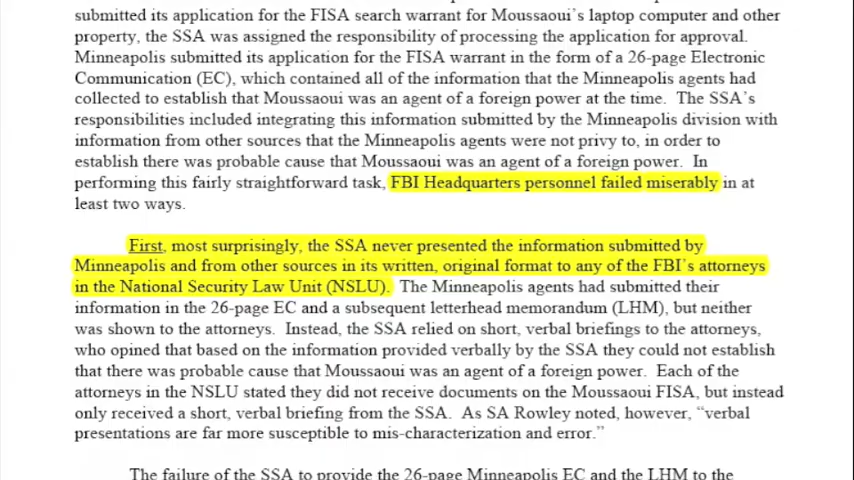 submitted its application for the FISA search warrant for Moussaoui's laptop computer and other
property, the SSA was assigned the responsibility of processing the application for approval.
Minneapolis submitted its application for the FISA warrant in the form of a 26-page Electronic
Communication (EC), which contained all of the information that the Minneapolis agents had
collected to establish that Moussaoui was an agent of a foreign power at the time. The SSA's
responsibilities included integrating this information submitted by the Minneapolis division with
information from other sources that the Minneapolis agents were not privy to, in order to
establish there was probable cause that Moussaoui was an agent of a foreign power. In
performing this fairly straightforward task, FBI Headquarters personnel failed miserably in at
least two ways.
First, most surprisingly, the SSA never presented the information submitted by
Minneapolis and from other sources in its written, original format to any of the FBI's attorneys
in the National Security Law Unit (NSLU). The Minneapolis agents had submitted their
information in the 26-page EC and a subsequent letterhead memorandum (LHM), but neither
was shown to the attorneys. Instead, the SSA relied on short, verbal briefings to the attorneys,
who opined that based on the information provided verbally by the SSA they could not establish
that there was probable cause that Moussaoui was an agent of a foreign power. Each of the
attorneys in the NSLU stated they did not receive documents on the Moussaoui FISA, but instead
only received a short, verbal briefing from the SSA. As SA Rowley noted, however, "verbal
presentations are far more susceptible to mis-characterization and error."
The failure of the SSA to provide the 26-page Minneapolis EC and the LHM to the